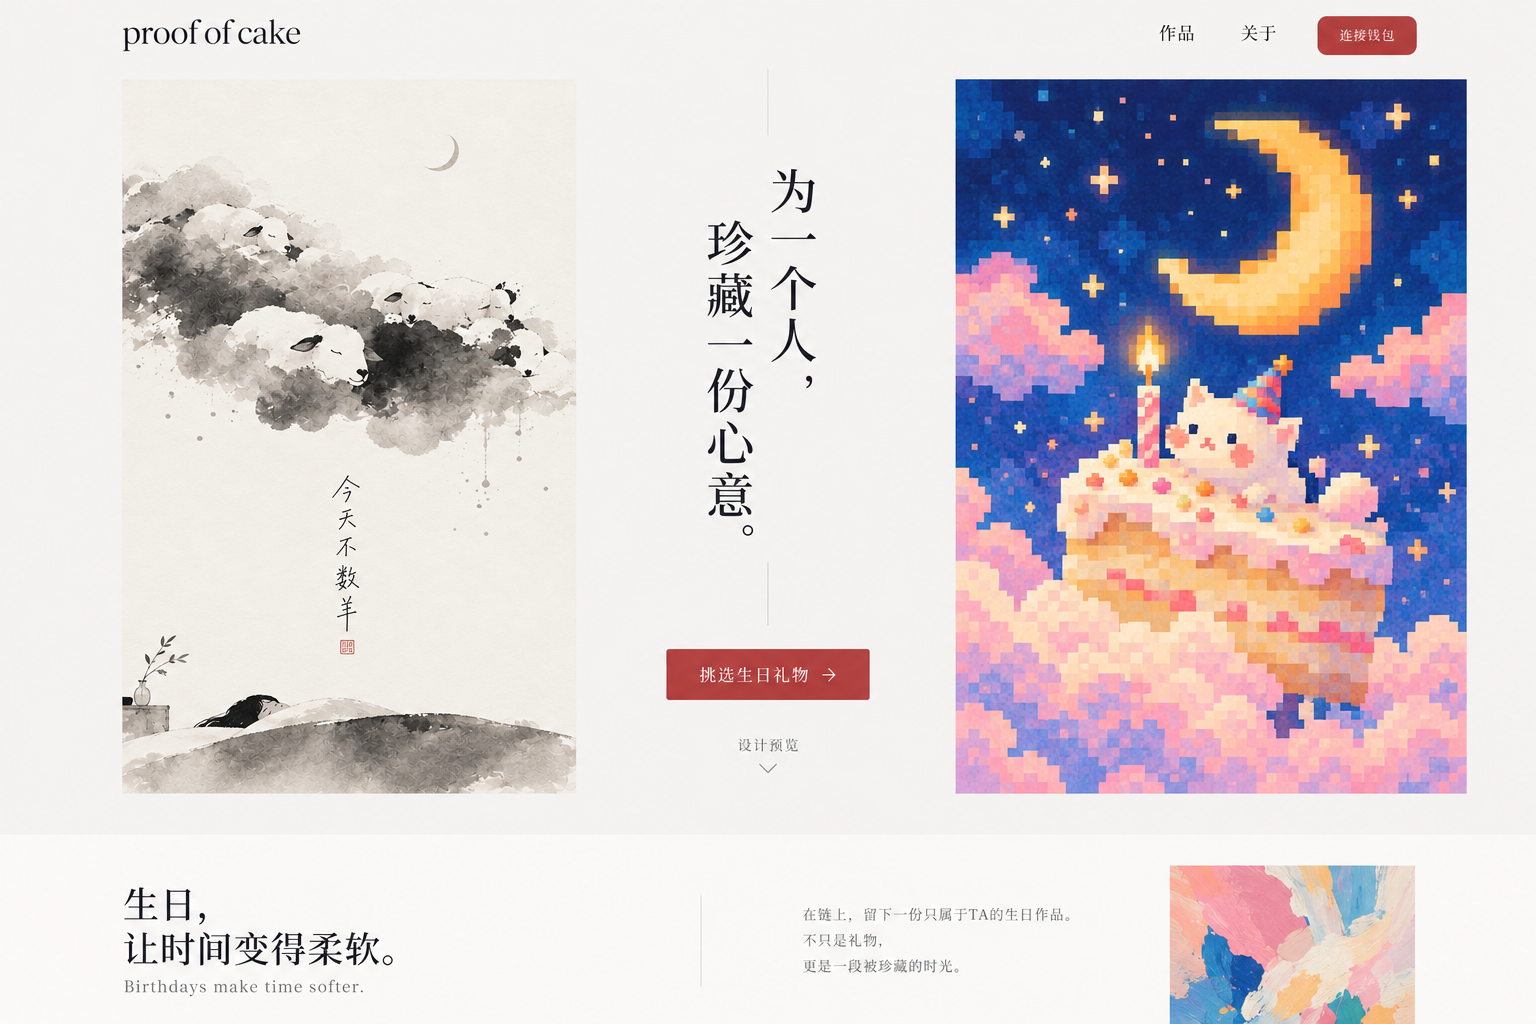 proof of cake
作品
关于
连接钱包
为一个人，
珍藏一份心意。
今天不数羊
挑选生日礼物 →
设计预览
生日，
让时间变得柔软。
Birthdays make time softer.
在链上，留下一份只属于TA的生日作品。
不只是礼物，
更是一段被珍藏的时光。